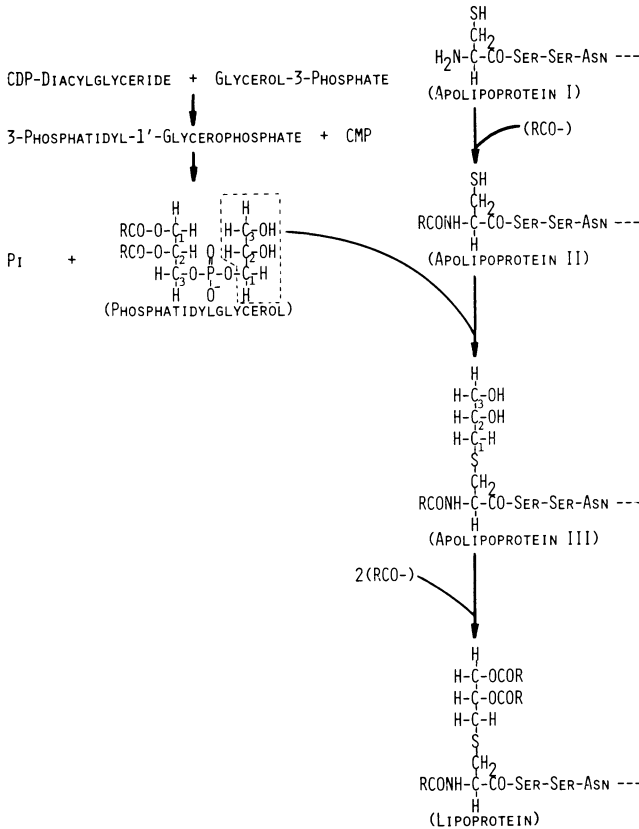 SH
CH2
H2N-C-CO-SER-SER-ASN ---
H
(APOLIPOPROTEIN I)
CDP-DIACYLGLYCERIDE + GLYCEROL-3-PHOSPHATE
3-PHOSPHATIDYL-1'-GLYCEROPHOSPHATE + CMP
(RCO-)
SH
CH2
RCONH-C-CO-SER-SER-ASN ---
H
(APOLIPOPROTEIN II)
H H
RCO-O-C1-H H-C3-OH
RCO-O-C2-H O H-C2-OH
PI +
H-C3-O-P-O-C1-H
H O- H
(PHOSPHATIDYLGLYCEROL)
H
H-C3-OH
H-C2-OH
H-C1-H
S
CH2
RCONH-C-CO-SER-SER-ASN ---
H
(APOLIPOPROTEIN III)
2(RCO-)
H
H-C-OCOR
H-C-OCOR
H-C-H
S
CH2
RCONH-C-CO-SER-SER-ASN ---
H
(LIPOPROTEIN)